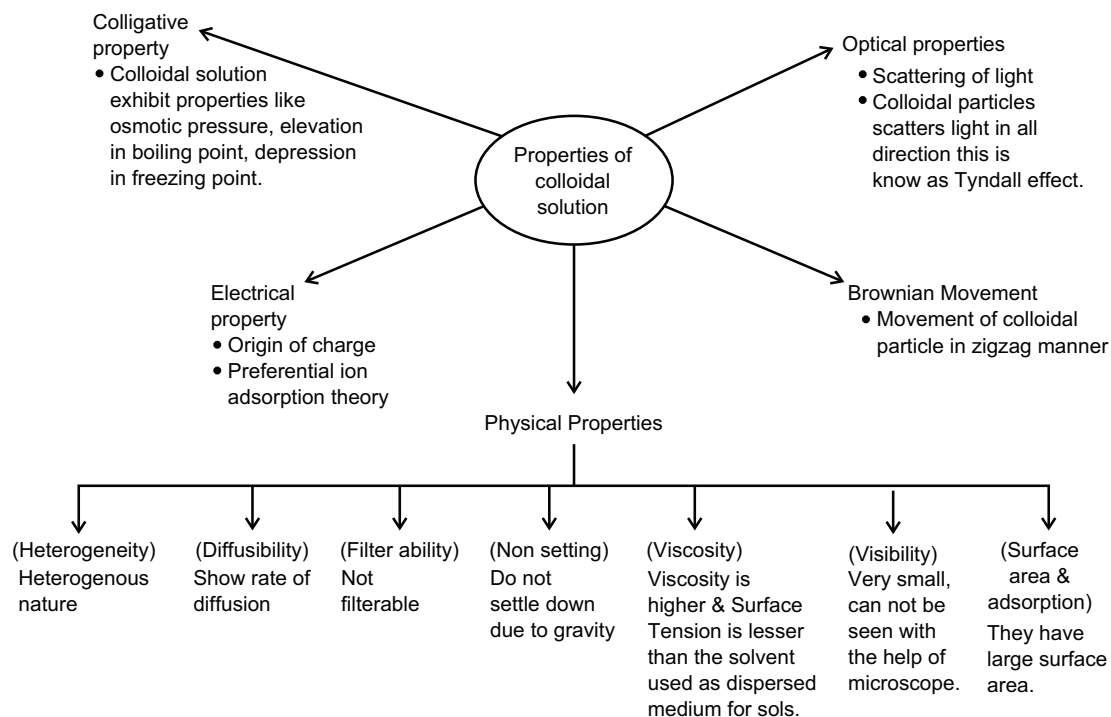 Colligative
property
• Colloidal solution
exhibit properties like
osmotic pressure, elevation
in boiling point, depression
in freezing point.
Optical properties
• Scattering of light
• Colloidal particles
scatters light in all
direction this is
know as Tyndall effect.
Properties of
colloidal
solution
Electrical
property
• Origin of charge
• Preferential ion
adsorption theory
Brownian Movement
• Movement of colloidal
particle in zigzag manner
Physical Properties
(Heterogeneity)
Heterogenous
nature
(Diffusibility)
Show rate of
diffusion
(Filter ability)
Not
filterable
(Non setting)
Do not
settle down
due to gravity
(Viscosity)
Viscosity is
higher & Surface
Tension is lesser
than the solvent
used as dispersed
medium for sols.
(Visibility)
Very small,
can not be
seen with
the help of
microscope.
(Surface
area &
adsorption)
They have
large surface
area.